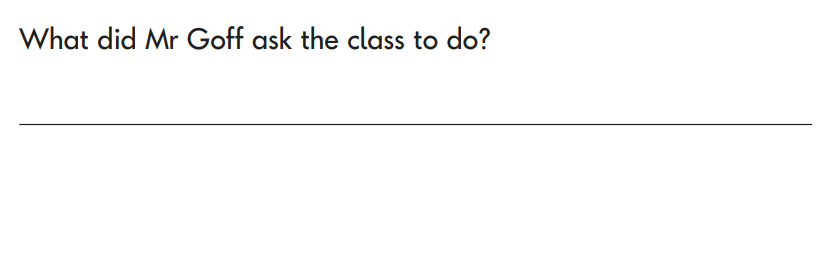 What did Mr Goff ask the class to do?